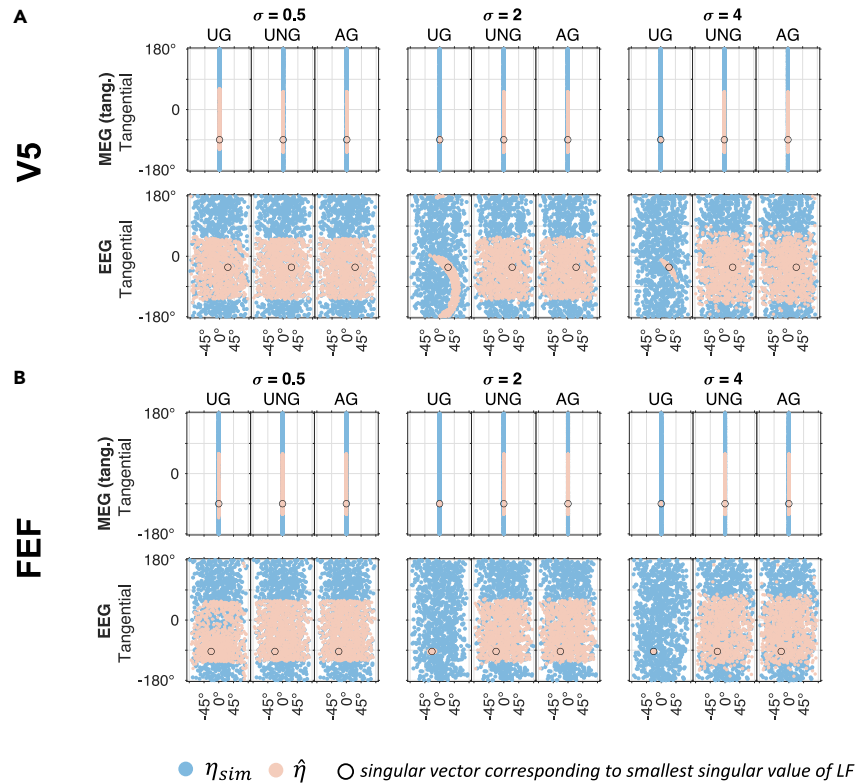 A
σ = 0.5 σ = 2 σ = 4
UG UNG AG UG UNG AG UG UNG AG
V5
MEG (tang.)
Tangential
180°
0
-180°
EEG
Tangential
180°
0
-180°
-45° 0° 45° -45° 0° 45° -45° 0° 45° -45° 0° 45° -45° 0° 45° -45° 0° 45° -45° 0° 45° -45° 0° 45° -45° 0° 45°
B
σ = 0.5 σ = 2 σ = 4
UG UNG AG UG UNG AG UG UNG AG
FEF
MEG (tang.)
Tangential
180°
0
-180°
EEG
Tangential
180°
0
-180°
-45° 0° 45° -45° 0° 45° -45° 0° 45° -45° 0° 45° -45° 0° 45° -45° 0° 45° -45° 0° 45° -45° 0° 45° -45° 0° 45°
η_sim η̂ singular vector corresponding to smallest singular value of LF